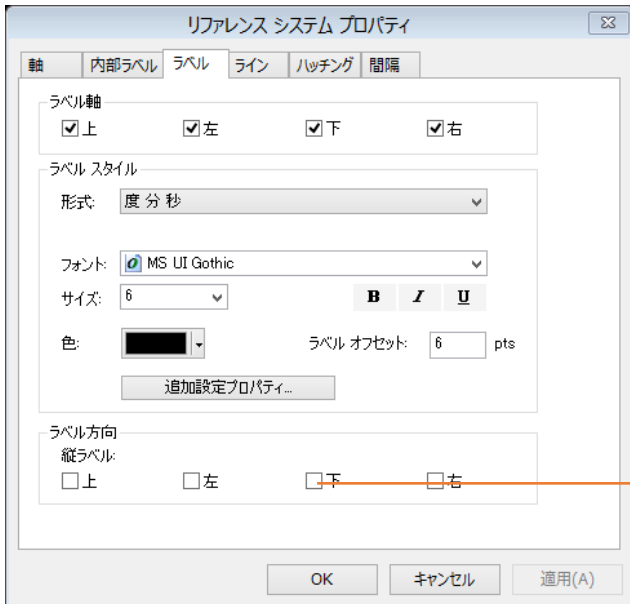 リファレンス システム プロパティ
軸 内部ラベル ラベル ライン ハッチング 間隔
ラベル軸
上 左 下 右
ラベル スタイル
形式: 度 分 秒
フォント: MS UI Gothic
サイズ: 6 B I U
色: ラベル オフセット: 6 pts
追加設定プロパティ...
ラベル方向
縦ラベル:
上 左 下 右
OK キャンセル 適用(A)